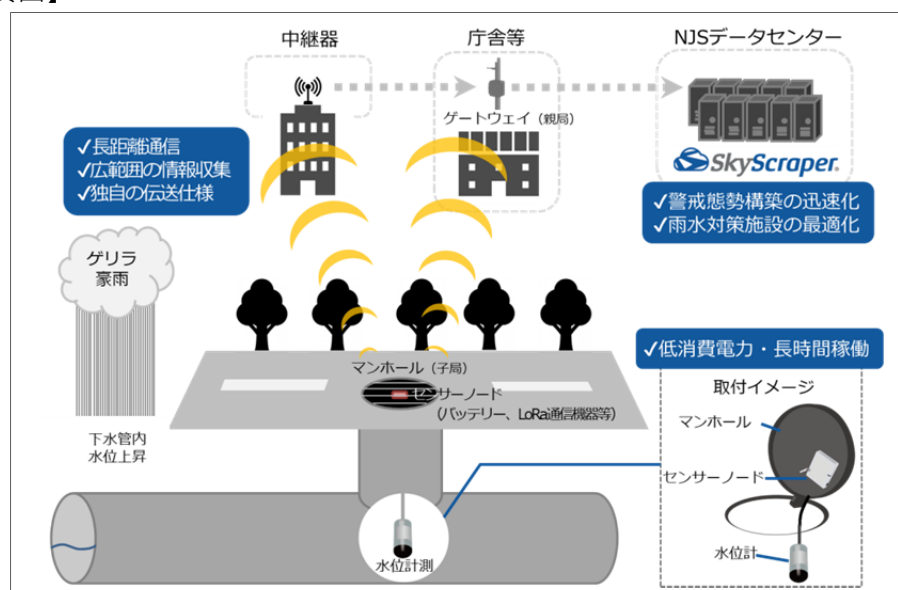 中継器
庁舎等
NJSデータセンター
ゲートウェイ（親局）
✓長距離通信
✓広範囲の情報収集
✓独自の伝送仕様
SkyScraper®
✓警戒態勢構築の迅速化
✓雨水対策施設の最適化
ゲリラ
豪雨
✓低消費電力・長時間稼働
マンホール（子局）
センサーノード
（バッテリー、LoRa通信機器等）
取付イメージ
マンホール
センサーノード
水位計
下水管内
水位上昇
水位計測